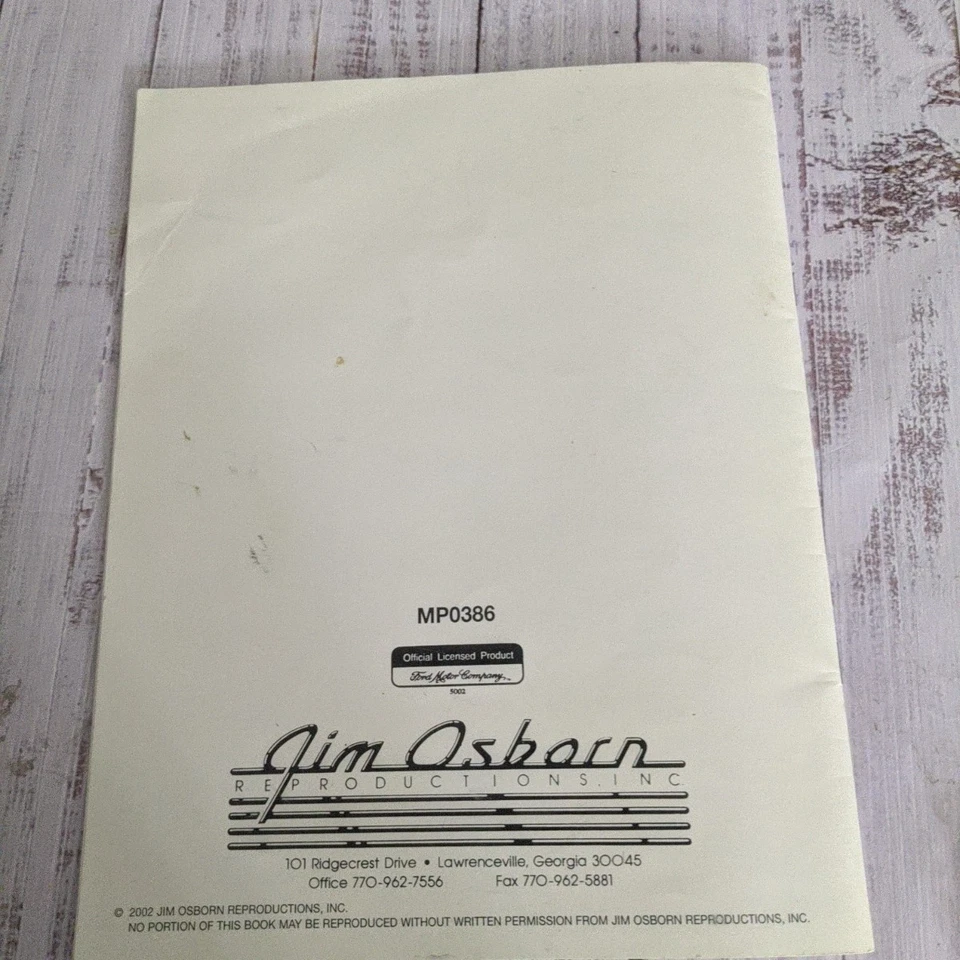 MP0386
Official Licensed Product
Ford Motor Company
5002
Jim Osborn
REPRODUCTIONS, INC
101 Ridgecrest Drive • Lawrenceville, Georgia 30045
Office 770-962-7556 Fax 770-962-5881
© 2002 JIM OSBORN REPRODUCTIONS, INC.
NO PORTION OF THIS BOOK MAY BE REPRODUCED WITHOUT WRITTEN PERMISSION FROM JIM OSBORN REPRODUCTIONS, INC.